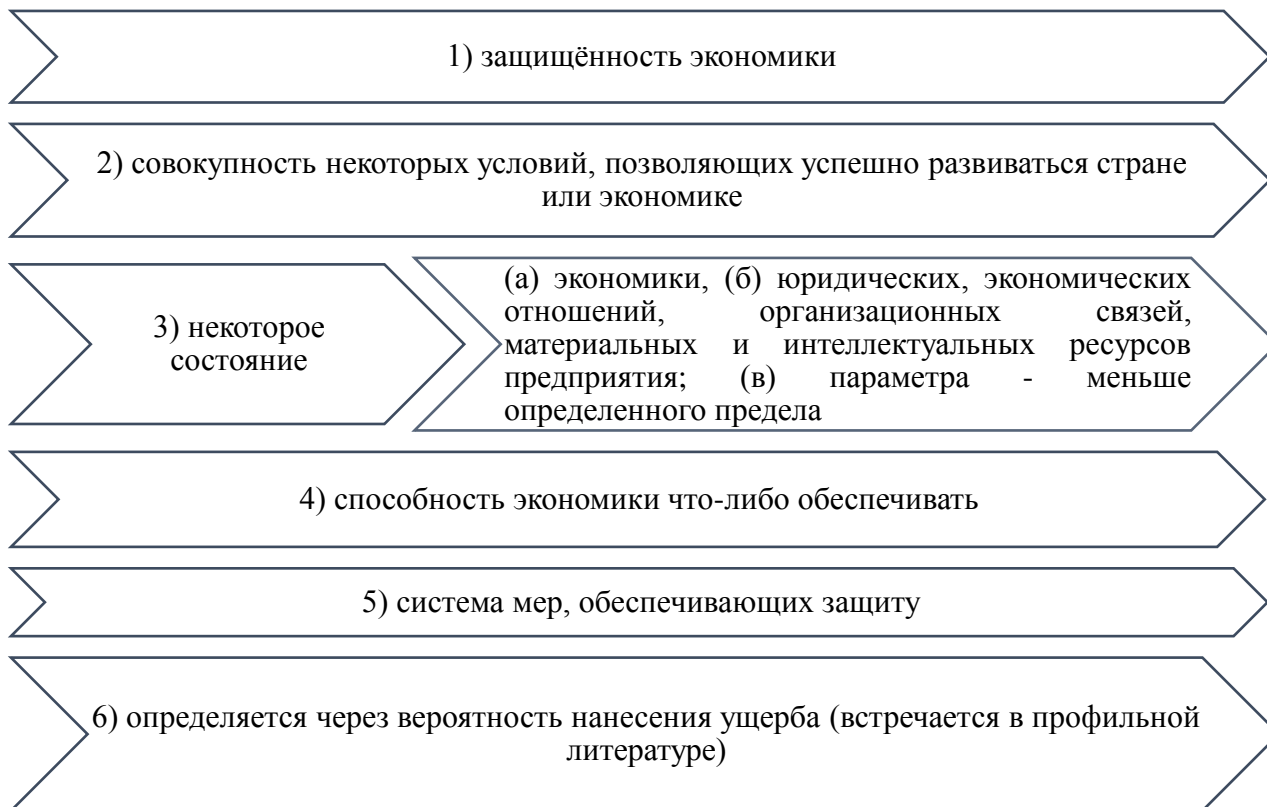 1) защищённость экономики
2) совокупность некоторых условий, позволяющих успешно развиваться стране
или экономике
3) некоторое
состояние
(а) экономики, (б) юридических, экономических
отношений, организационных связей,
материальных и интеллектуальных ресурсов
предприятия; (в) параметра - меньше
определенного предела
4) способность экономики что-либо обеспечивать
5) система мер, обеспечивающих защиту
6) определяется через вероятность нанесения ущерба (встречается в профильной
литературе)